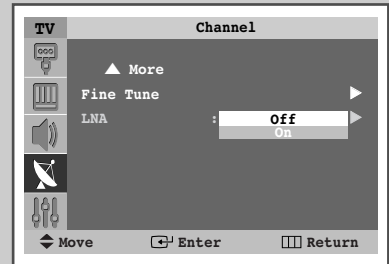 TV Channel
▲ More
Fine Tune ▶
LNA : Off ▶
On
Move Enter Return